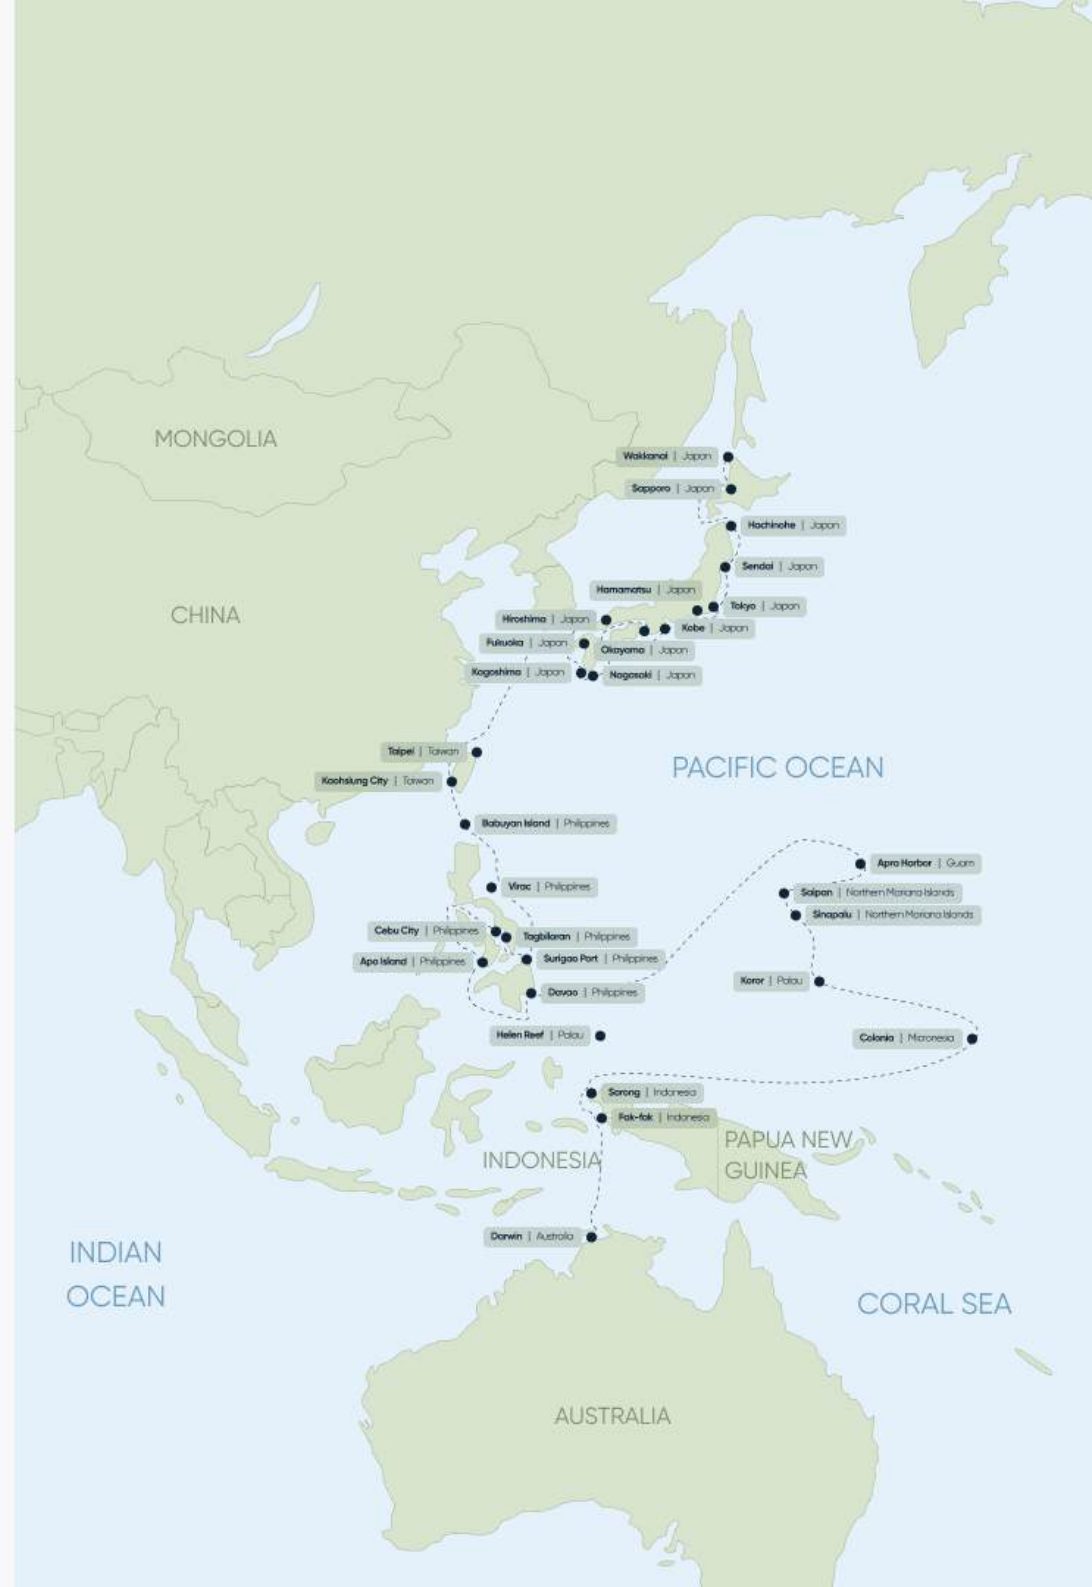 MONGOLIA
Wakkanai | Japan
Sapporo | Japan
Hachinohe | Japan
Sendai | Japan
Hamamatsu | Japan
Tokyo | Japan
CHINA
Hiroshima | Japan
Kobe | Japan
Fukuoka | Japan
Okayama | Japan
Kagoshima | Japan
Nagasaki | Japan
Taipei | Taiwan
PACIFIC OCEAN
Kaohsiung City | Taiwan
Babuyan Island | Philippines
Apra Harbor | Guam
Virac | Philippines
Saipan | Northern Mariana Islands
Sinapalu | Northern Mariana Islands
Cebu City | Philippines
Tagbilaran | Philippines
Apo Island | Philippines
Surigao Port | Philippines
Koror | Palau
Davao | Philippines
Helen Reef | Palau
Colonia | Micronesia
Sorong | Indonesia
Fak-fak | Indonesia
PAPUA NEW
GUINEA
INDONESIA
Darwin | Australia
INDIAN
OCEAN
CORAL SEA
AUSTRALIA